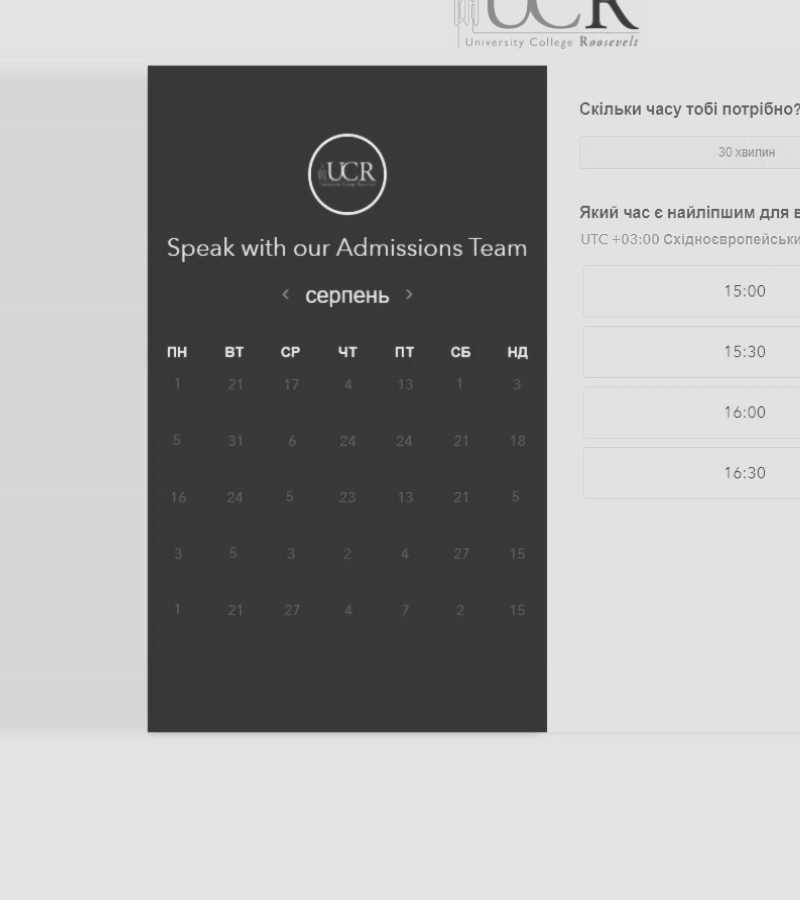 UCR
University College Roosevelt
UCR
Speak with our Admissions Team
серпень
ПН ВТ СР ЧТ ПТ СБ НД
1 21 17 4 13 1 3
5 31 6 24 24 21 18
16 24 5 23 13 21 5
3 5 3 2 4 27 15
1 21 27 4 7 2 15
Скільки часу тобі потрібно?
30 хвилин
Який час є найліпшим для в
UTC +03:00 Східноєвропейськи
15:00
15:30
16:00
16:30